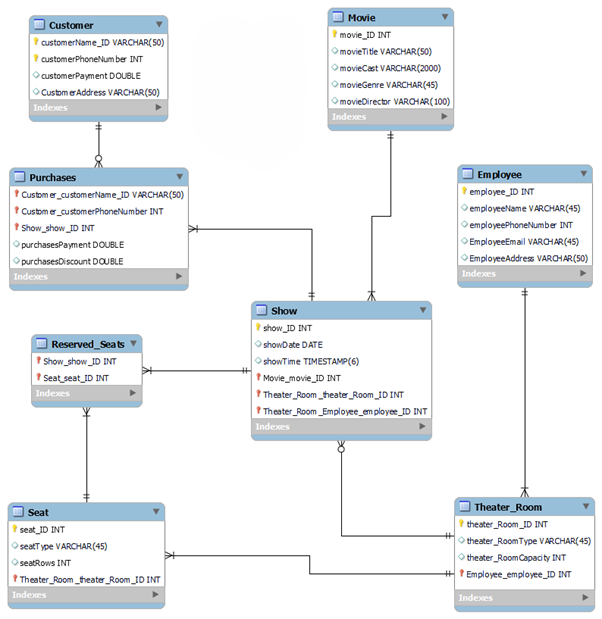 Customer
customerName_ID VARCHAR(50)
customerPhoneNumber INT
customerPayment DOUBLE
CustomerAddress VARCHAR(50)
Indexes
Movie
movie_ID INT
movieTitle VARCHAR(50)
movieCast VARCHAR(2000)
movieGenre VARCHAR(45)
movieDirector VARCHAR(100)
Indexes
Purchases
Customer_customerName_ID VARCHAR(50)
Customer_customerPhoneNumber INT
Show_show_ID INT
purchasesPayment DOUBLE
purchasesDiscount DOUBLE
Indexes
Employee
employee_ID INT
employeeName VARCHAR(45)
employeePhoneNumber INT
EmployeeEmail VARCHAR(45)
EmployeeAddress VARCHAR(50)
Indexes
Show
show_ID INT
showDate DATE
showTime TIMESTAMP(6)
Movie_movie_ID INT
Theater_Room_theater_Room_ID INT
Theater_Room_Employee_employee_ID INT
Indexes
Reserved_Seats
Show_show_ID INT
Seat_seat_ID INT
Indexes
Seat
seat_ID INT
seatType VARCHAR(45)
seatRows INT
Theater_Room_theater_Room_ID INT
Indexes
Theater_Room
theater_Room_ID INT
theater_RoomType VARCHAR(45)
theater_RoomCapacity INT
Employee_employee_ID INT
Indexes